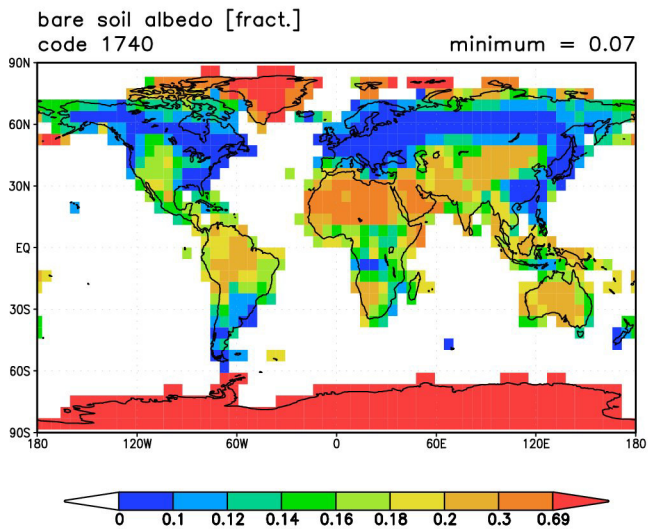 bare soil albedo [fract.]
code 1740 minimum = 0.07
90N
60N
30N
EQ
30S
60S
90S
180 120W 60W 0 60E 120E 180
0 0.1 0.12 0.14 0.16 0.18 0.2 0.3 0.69